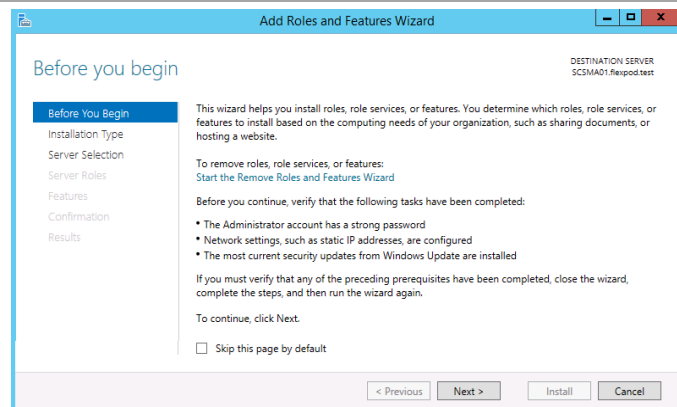 Add Roles and Features Wizard
Before you begin
DESTINATION SERVER
SCSMA01.flexpod.test
Before You Begin
Installation Type
Server Selection
Server Roles
Features
Confirmation
Results
This wizard helps you install roles, role services, or features. You determine which roles, role services, or
features to install based on the computing needs of your organization, such as sharing documents, or
hosting a website.
To remove roles, role services, or features:
Start the Remove Roles and Features Wizard
Before you continue, verify that the following tasks have been completed:
• The Administrator account has a strong password
• Network settings, such as static IP addresses, are configured
• The most current security updates from Windows Update are installed
If you must verify that any of the preceding prerequisites have been completed, close the wizard,
complete the steps, and then run the wizard again.
To continue, click Next.
Skip this page by default
< Previous Next > Install Cancel